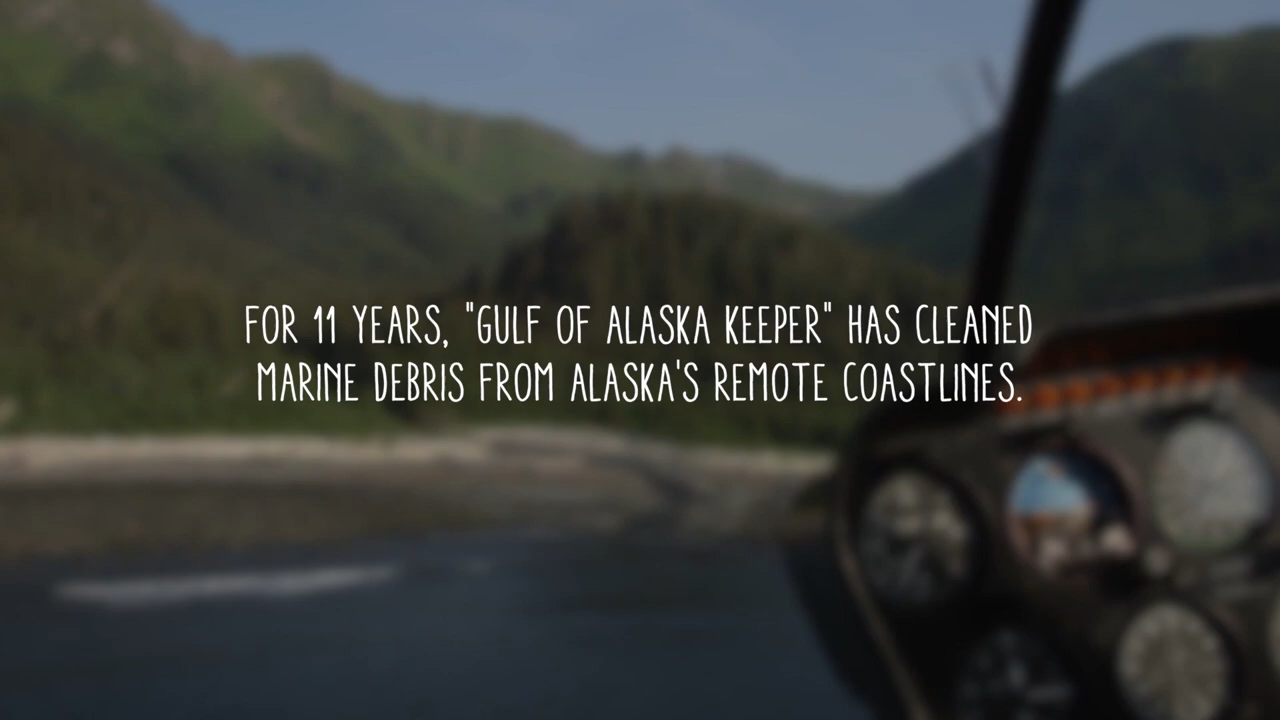 FOR 11 YEARS, "GULF OF ALASKA KEEPER" HAS CLEANED
MARINE DEBRIS FROM ALASKA'S REMOTE COASTLINES.